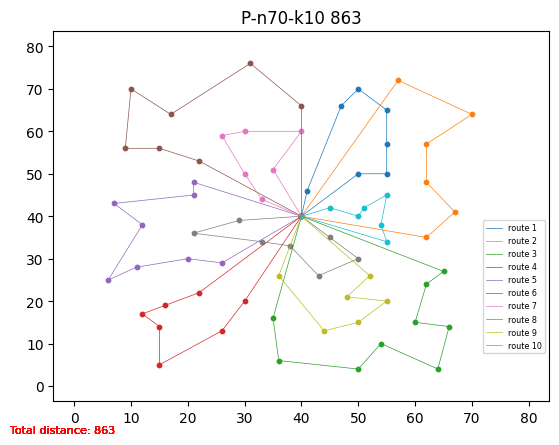 P-n70-k10 863
80
70
60
50
40
30
20
10
0
0 10 20 30 40 50 60 70 80
route 1
route 2
route 3
route 4
route 5
route 6
route 7
route 8
route 9
route 10
Total distance: 863